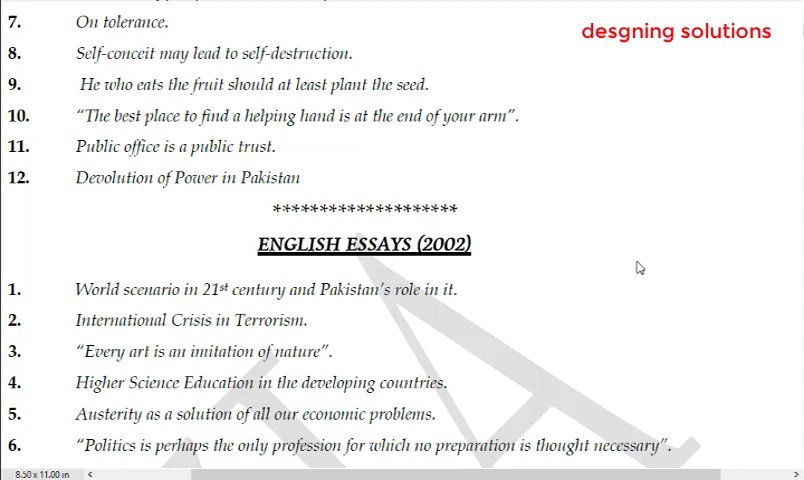 7. On tolerance.
desgning solutions
8. Self-conceit may lead to self-destruction.
9. He who eats the fruit should at least plant the seed.
10. “The best place to find a helping hand is at the end of your arm”.
11. Public office is a public trust.
12. Devolution of Power in Pakistan
********************
ENGLISH ESSAYS (2002)
1. World scenario in 21st century and Pakistan’s role in it.
2. International Crisis in Terrorism.
3. “Every art is an imitation of nature”.
4. Higher Science Education in the developing countries.
5. Austerity as a solution of all our economic problems.
6. “Politics is perhaps the only profession for which no preparation is thought necessary”.
8.50 x 11.00 in